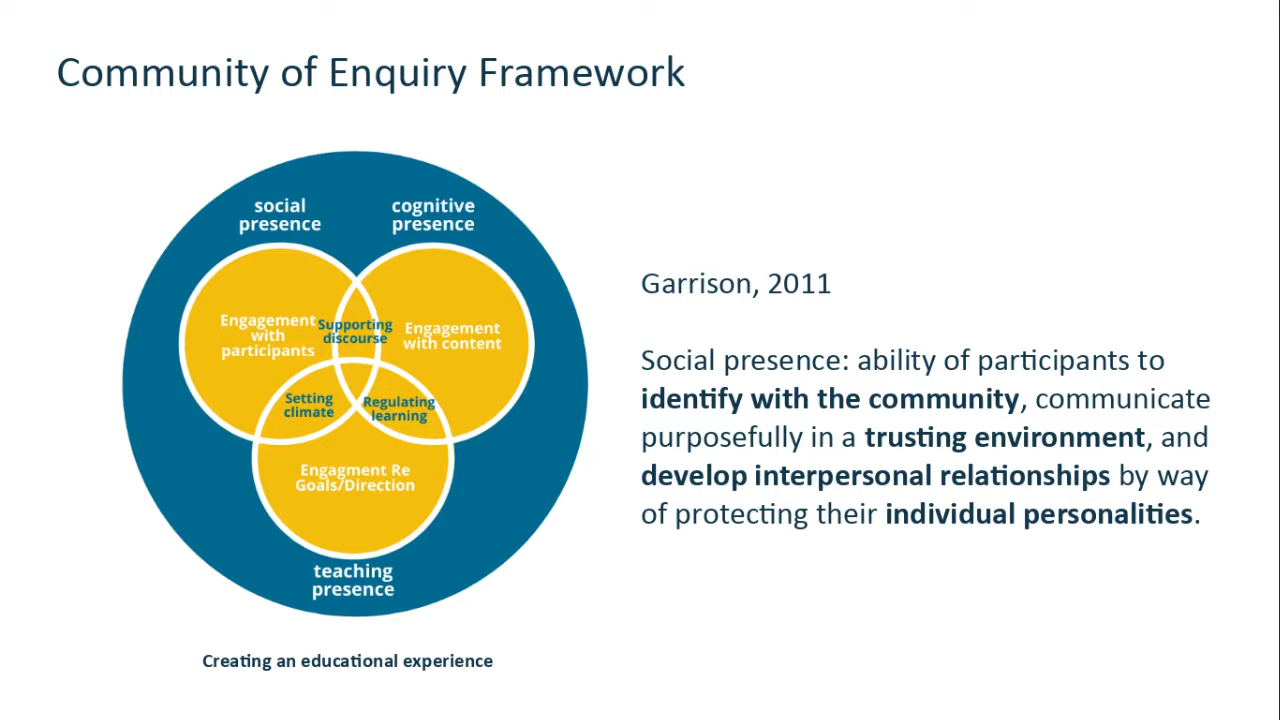 Community of Enquiry Framework
social
presence
cognitive
presence
Engagement
with
participants
Supporting
discourse
Engagement
with content
Setting
climate
Regulating
learning
Engagment Re
Goals/Direction
teaching
presence
Creating an educational experience
Garrison, 2011
Social presence: ability of participants to
identify with the community, communicate
purposefully in a trusting environment, and
develop interpersonal relationships by way
of protecting their individual personalities.